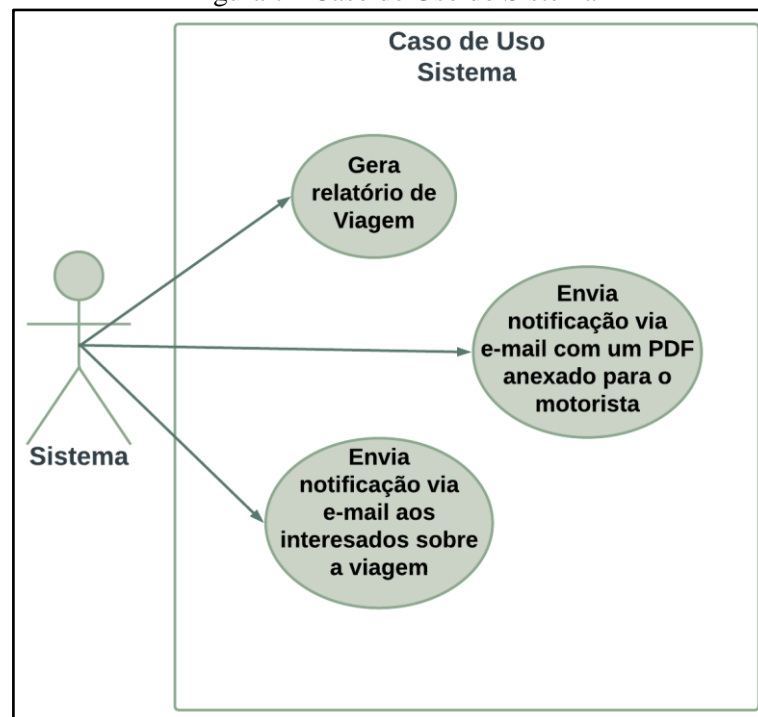 Caso de Uso
Sistema
Gera
relatório de
Viagem
Envia
notificação via
e-mail com um PDF
anexado para o
motorista
Sistema
Envia
notificação via
e-mail aos
interesados sobre
a viagem